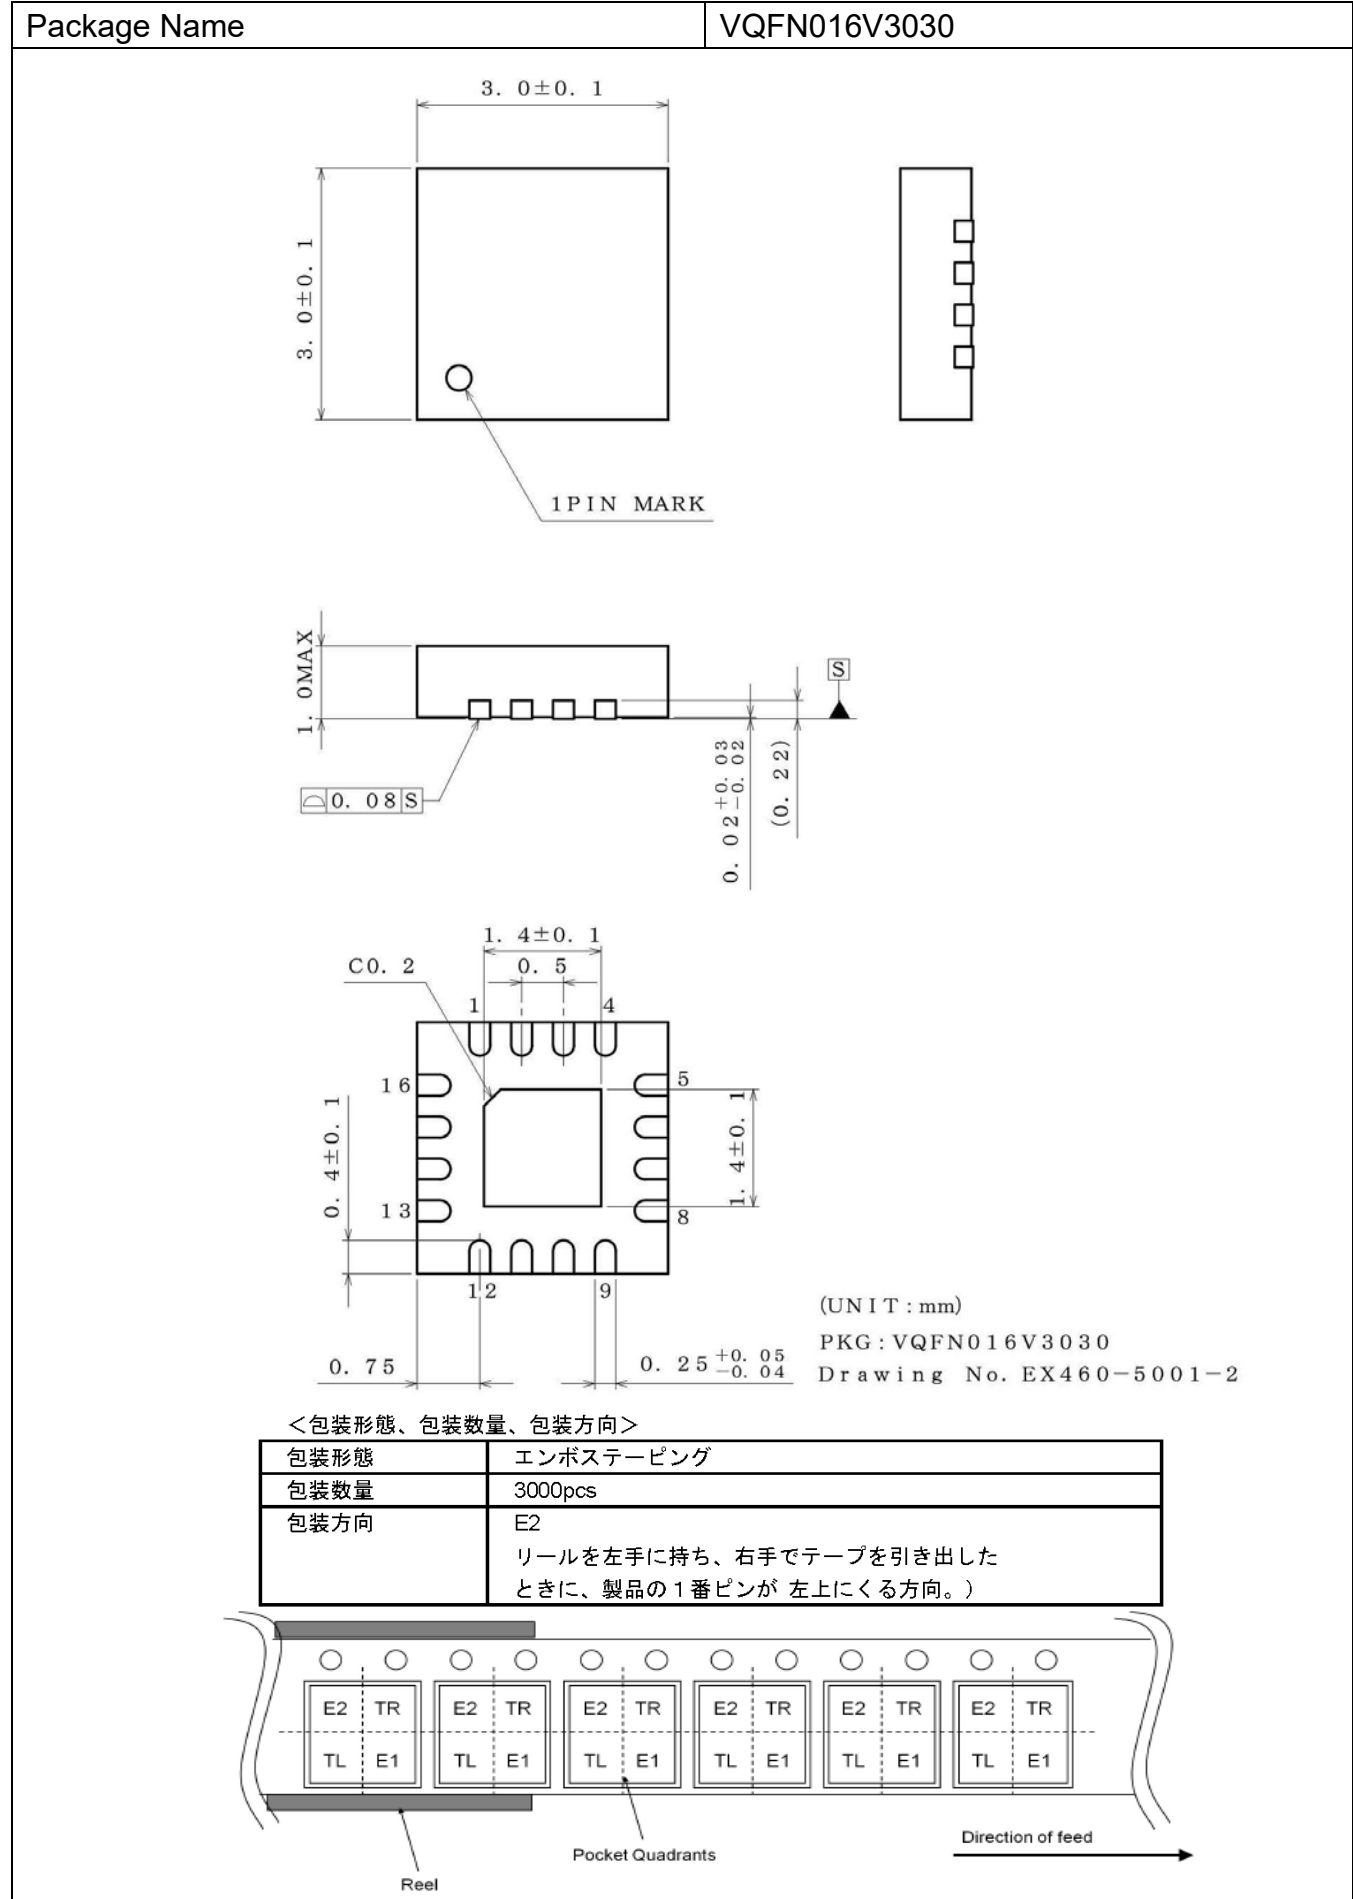 Package Name VQFN016V3030
3. 0±0. 1
3. 0±0. 1
1PIN MARK
1. 0MAX
S
0. 08 S
0. 02 +0. 03 −0. 02
(0. 22)
1. 4±0. 1
C0. 2
0. 5
1 4
16 5
0. 4±0. 1
1. 4±0. 1
13 8
12 9
0. 75
0. 25 +0. 05 −0. 04
(UNIT : mm)
PKG : VQFN016V3030
Drawing No. EX460−5001−2
<包装形態、包装数量、包装方向>
包装形態 エンボステーピング
包装数量 3000pcs
包装方向 E2
リールを左手に持ち、右手でテープを引き出した
ときに、製品の1番ピンが 左上にくる方向。)
E2 TR E2 TR E2 TR E2 TR E2 TR E2 TR
TL E1 TL E1 TL E1 TL E1 TL E1 TL E1
Direction of feed
Pocket Quadrants
Reel